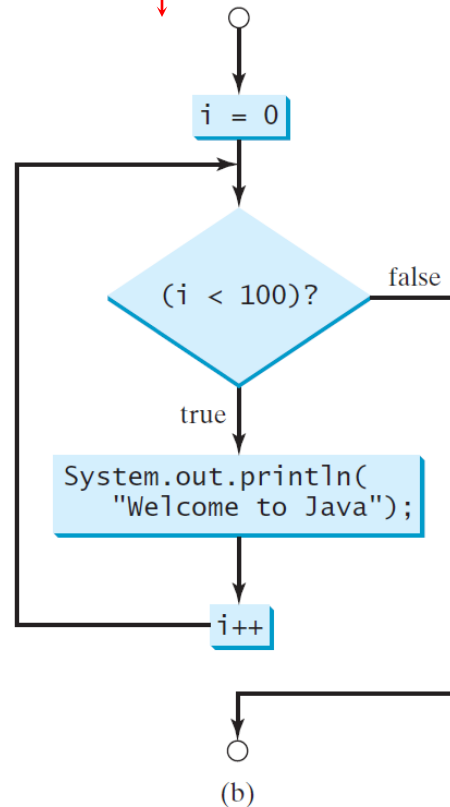 i = 0
(i < 100)?
false
true
System.out.println(
"Welcome to Java");
i++
(b)